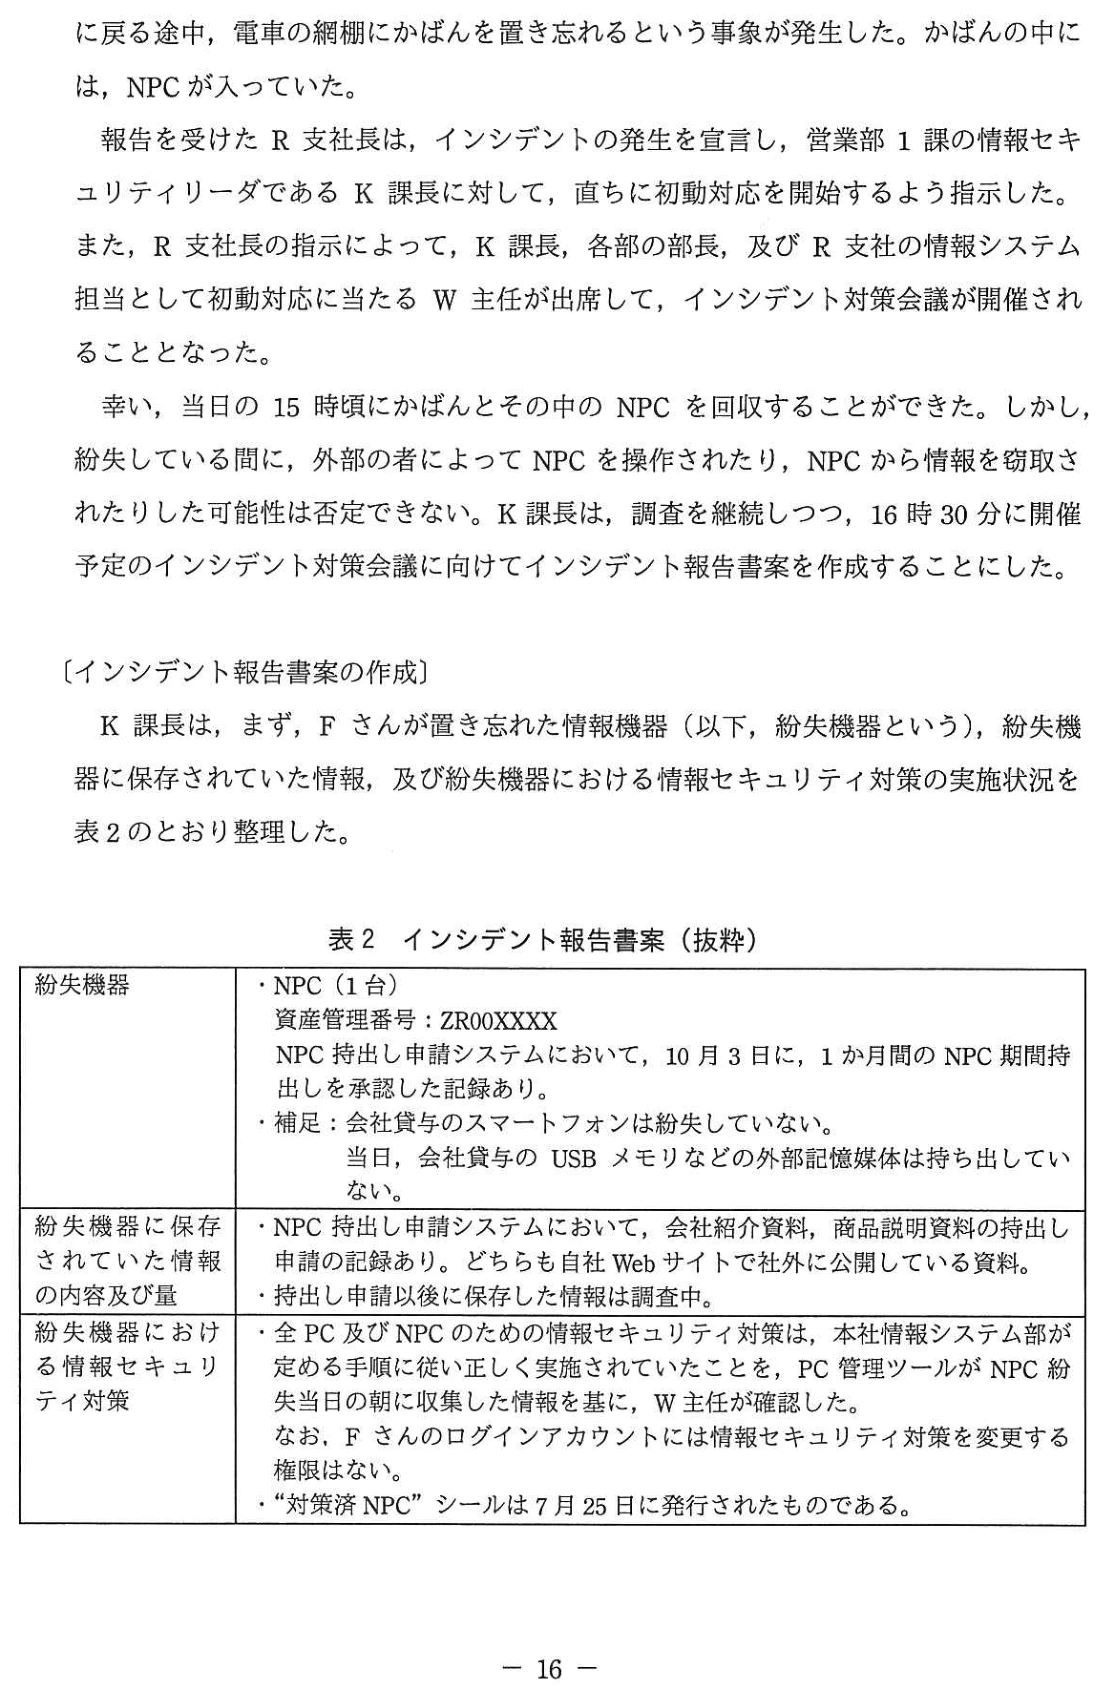 に戻る途中，電車の網棚にかばんを置き忘れるという事象が発生した。かばんの中に
は，NPC が入っていた。
報告を受けた R 支社長は，インシデントの発生を宣言し，営業部 1 課の情報セキ
ュリティリーダである K 課長に対して，直ちに初動対応を開始するよう指示した。
また，R 支社長の指示によって，K 課長，各部の部長，及び R 支社の情報システム
担当として初動対応に当たる W 主任が出席して，インシデント対策会議が開催され
ることとなった。
幸い，当日の 15 時頃にかばんとその中の NPC を回収することができた。しかし，
紛失している間に，外部の者によって NPC を操作されたり，NPC から情報を窃取さ
れたりした可能性は否定できない。K 課長は，調査を継続しつつ，16 時 30 分に開催
予定のインシデント対策会議に向けてインシデント報告書案を作成することにした。
〔インシデント報告書案の作成〕
K 課長は，まず，F さんが置き忘れた情報機器（以下，紛失機器という），紛失機
器に保存されていた情報，及び紛失機器における情報セキュリティ対策の実施状況を
表 2 のとおり整理した。
表 2　インシデント報告書案（抜粋）
紛失機器
・NPC（1 台）
資産管理番号：ZR00XXXX
NPC 持出し申請システムにおいて，10 月 3 日に，1 か月間の NPC 期間持
出しを承認した記録あり。
・補足：会社貸与のスマートフォンは紛失していない。
当日，会社貸与の USB メモリなどの外部記憶媒体は持ち出してい
ない。
紛失機器に保存
されていた情報
の内容及び量
・NPC 持出し申請システムにおいて，会社紹介資料，商品説明資料の持出し
申請の記録あり。どちらも自社 Web サイトで社外に公開している資料。
・持出し申請以後に保存した情報は調査中。
紛失機器におけ
る情報セキュリ
ティ対策
・全 PC 及び NPC のための情報セキュリティ対策は，本社情報システム部が
定める手順に従い正しく実施されていたことを，PC 管理ツールが NPC 紛
失当日の朝に収集した情報を基に，W 主任が確認した。
なお，F さんのログインアカウントには情報セキュリティ対策を変更する
権限はない。
・“対策済 NPC” シールは 7 月 25 日に発行されたものである。
－ 16 －